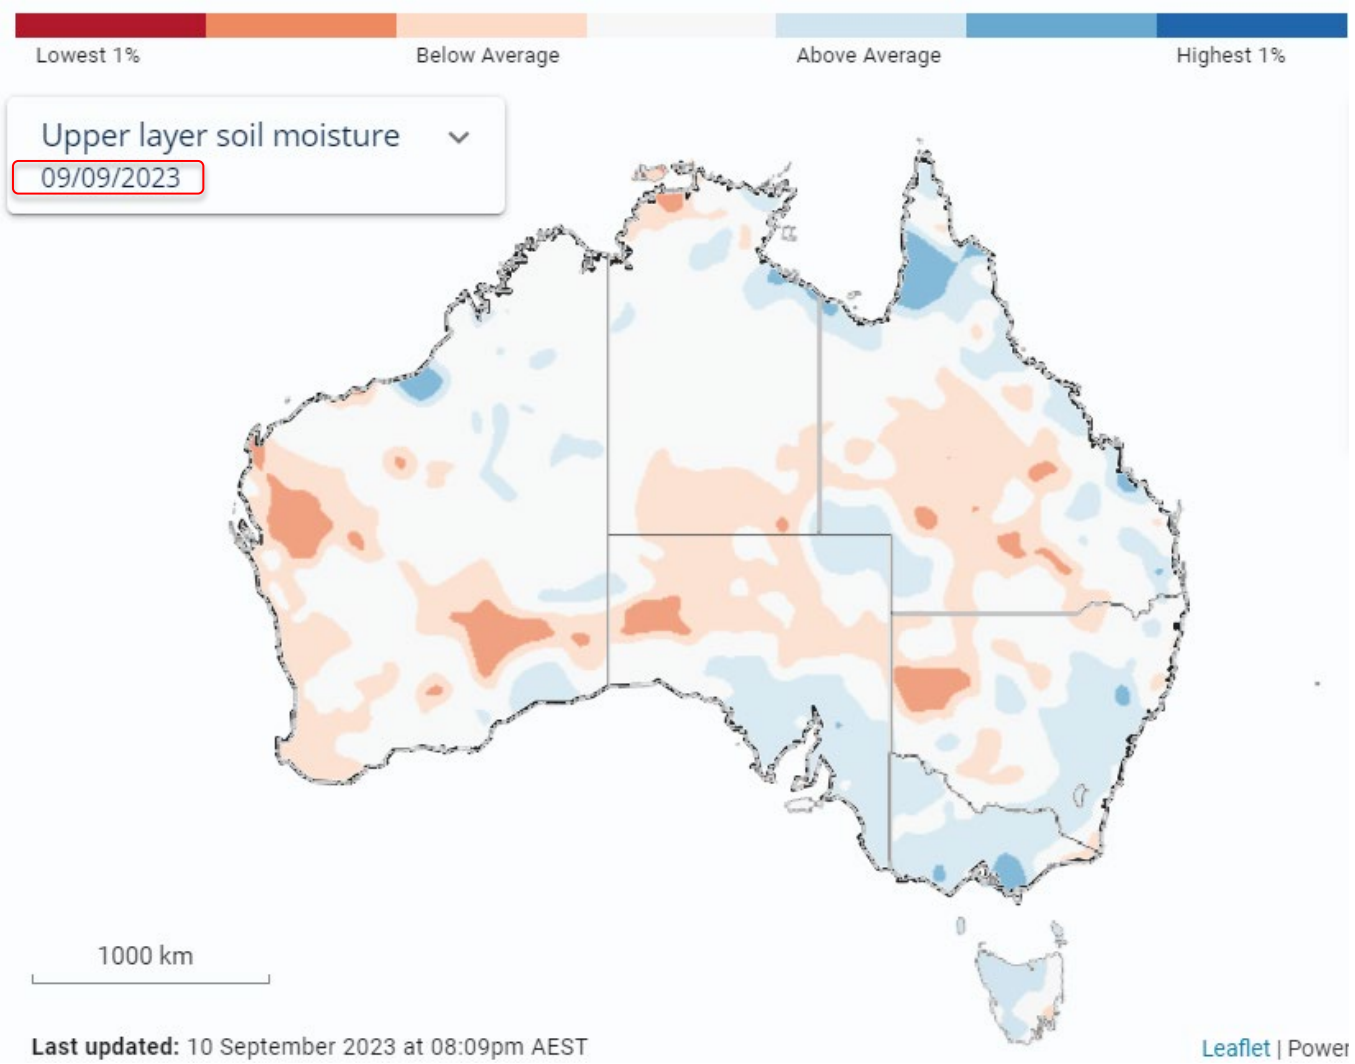 Lowest 1% Below Average Above Average Highest 1%
Upper layer soil moisture
09/09/2023
1000 km
Last updated: 10 September 2023 at 08:09pm AEST
Leaflet | Power